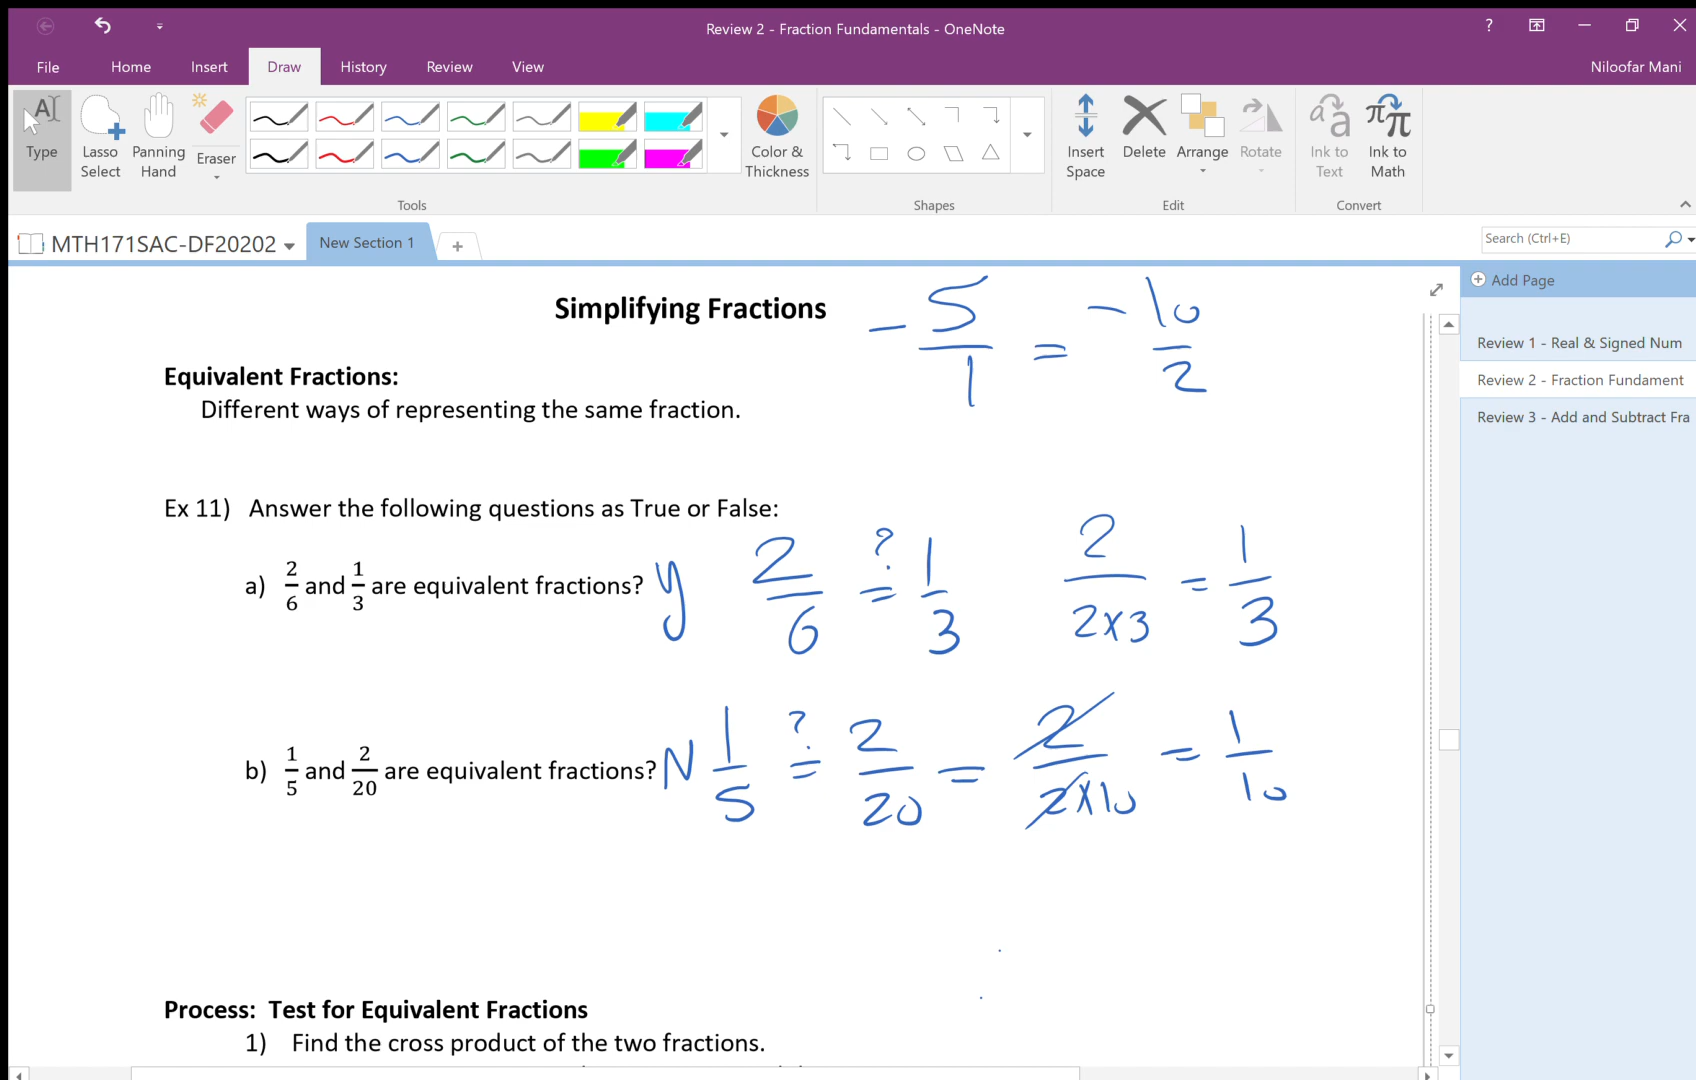 Review 2 - Fraction Fundamentals - OneNote
?
File Home Insert Draw History Review View
Niloofar Mani
Type
Lasso Select
Panning Hand
Eraser
Color & Thickness
Insert Space
Delete
Arrange
Rotate
Ink to Text
Ink to Math
Tools Shapes Edit Convert
MTH171SAC-DF20202
New Section 1
+
Search (Ctrl+E)
Add Page
Review 1 - Real & Signed Num
Review 2 - Fraction Fundament
Review 3 - Add and Subtract Fra
Simplifying Fractions
- 5/1 = -10/2
Equivalent Fractions:
Different ways of representing the same fraction.
Ex 11) Answer the following questions as True or False:
a) 2/6 and 1/3 are equivalent fractions? y 2/6 ?= 1/3 2/2x3 = 1/3
b) 1/5 and 2/20 are equivalent fractions? N 1/5 ?= 2/20 = 2/2x10 = 1/10
Process: Test for Equivalent Fractions
1) Find the cross product of the two fractions.